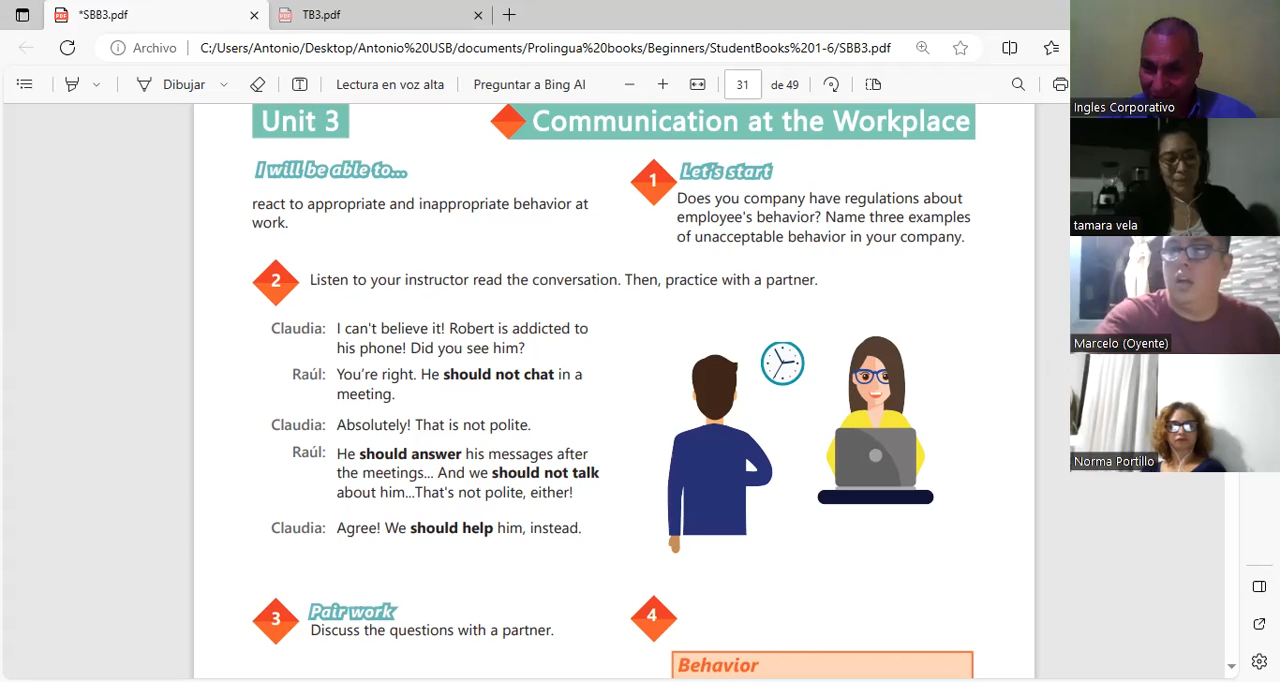 *SBB3.pdf
TB3.pdf
Archivo
C:/Users/Antonio/Desktop/Antonio%20USB/documents/Prolingua%20books/Beginners/StudentBooks%201-6/SBB3.pdf
Dibujar
Lectura en voz alta
Preguntar a Bing AI
31
de 49
Unit 3
Communication at the Workplace
I will be able to...
react to appropriate and inappropriate behavior at
work.
1
Let's start
Does you company have regulations about
employee's behavior? Name three examples
of unacceptable behavior in your company.
2
Listen to your instructor read the conversation. Then, practice with a partner.
Claudia: I can't believe it! Robert is addicted to
his phone! Did you see him?
Raúl: You're right. He should not chat in a
meeting.
Claudia: Absolutely! That is not polite.
Raúl: He should answer his messages after
the meetings... And we should not talk
about him...That's not polite, either!
Claudia: Agree! We should help him, instead.
3
Pair work
Discuss the questions with a partner.
4
Behavior
Ingles Corporativo
tamara vela
Marcelo (Oyente)
Norma Portillo